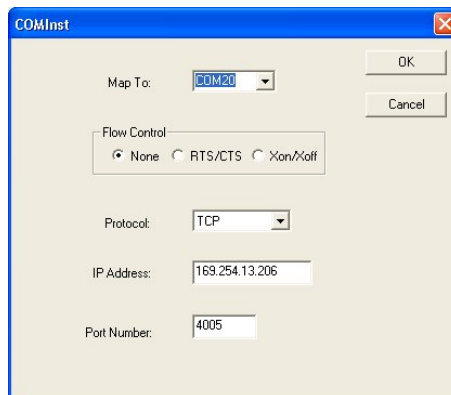 COMInst
OK
Map To: COM20
Cancel
Flow Control
None RTS/CTS Xon/Xoff
Protocol: TCP
IP Address: 169.254.13.206
Port Number: 4005